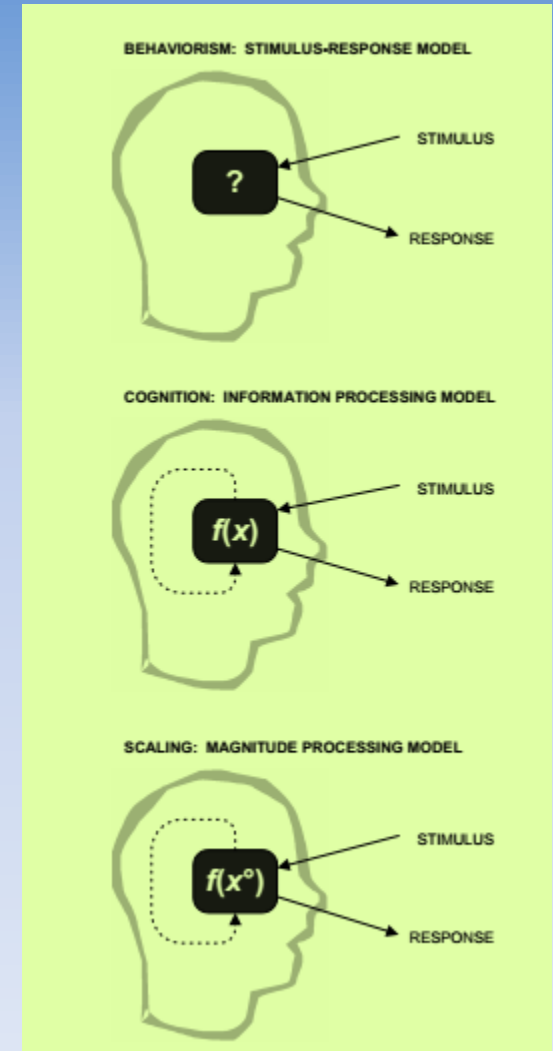 BEHAVIORISM: STIMULUS-RESPONSE MODEL
STIMULUS
?
RESPONSE
COGNITION: INFORMATION PROCESSING MODEL
STIMULUS
f(x)
RESPONSE
SCALING: MAGNITUDE PROCESSING MODEL
STIMULUS
f(x°)
RESPONSE